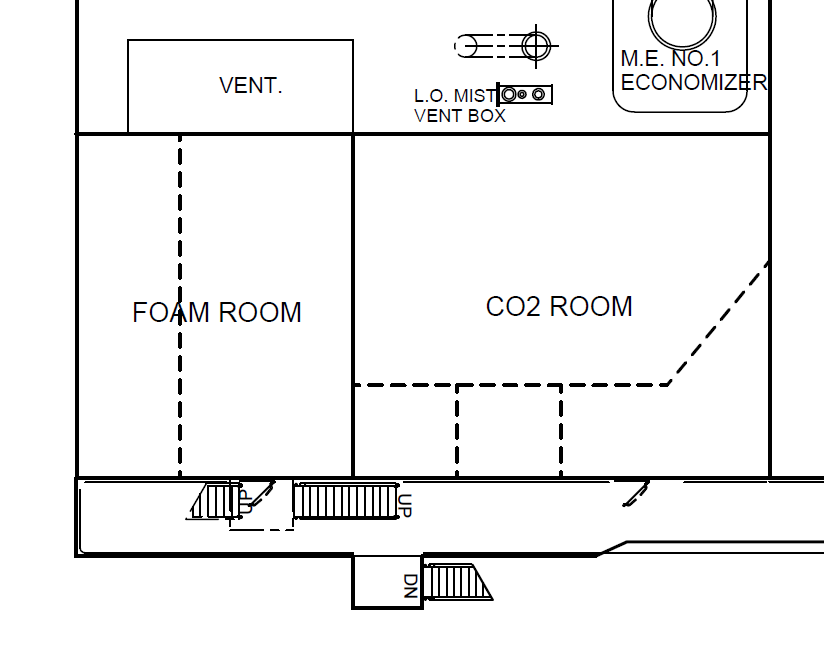 M.E. NO.1
ECONOMIZER
VENT.
L.O. MIST
VENT BOX
FOAM ROOM
CO2 ROOM
UP
UP
DN